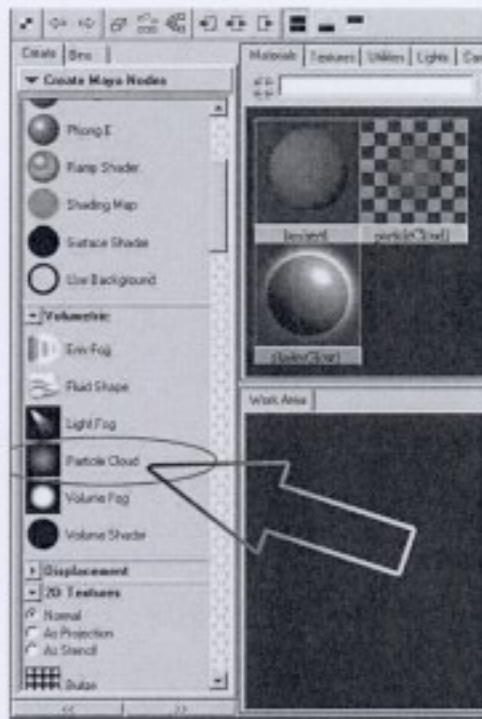 Create Bins
Create Maya Nodes
Phong E
Ramp Shader
Shading Map
Surface Shader
Use Background
Volumetric
Env Fog
Fluid Shape
Light Fog
Particle Cloud
Volume Fog
Volume Shader
Displacement
2D Textures
Normal
As Projection
As Stencil
Bulge
<< >>
Materials Textures Utilities Lights
lambert1 particleCloud1
shaderGlow1
Work Area